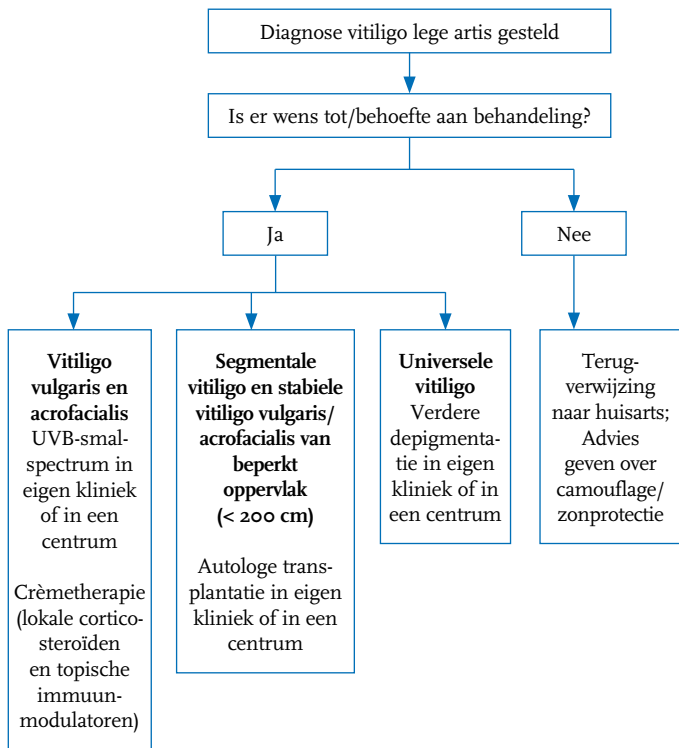 Diagnose vitiligo lege artis gesteld
Is er wens tot/behoefte aan behandeling?
Ja
Nee
Vitiligo
vulgaris en
acrofacialis
UVB-smal-
spectrum in
eigen kliniek
of in een
centrum
Crèmetherapie
(lokale cortico-
steroïden
en topische
immuun-
modulatoren)
Segmentale
vitiligo en stabiele
vitiligo vulgaris/
acrofacialis van
beperkt
oppervlak
(< 200 cm)
Autologe trans-
plantatie in eigen
kliniek of in een
centrum
Universele
vitiligo
Verdere
depigmenta-
tie in eigen
kliniek of in
een centrum
Terug-
verwijzing
naar huisarts;
Advies
geven over
camouflage/
zonprotectie